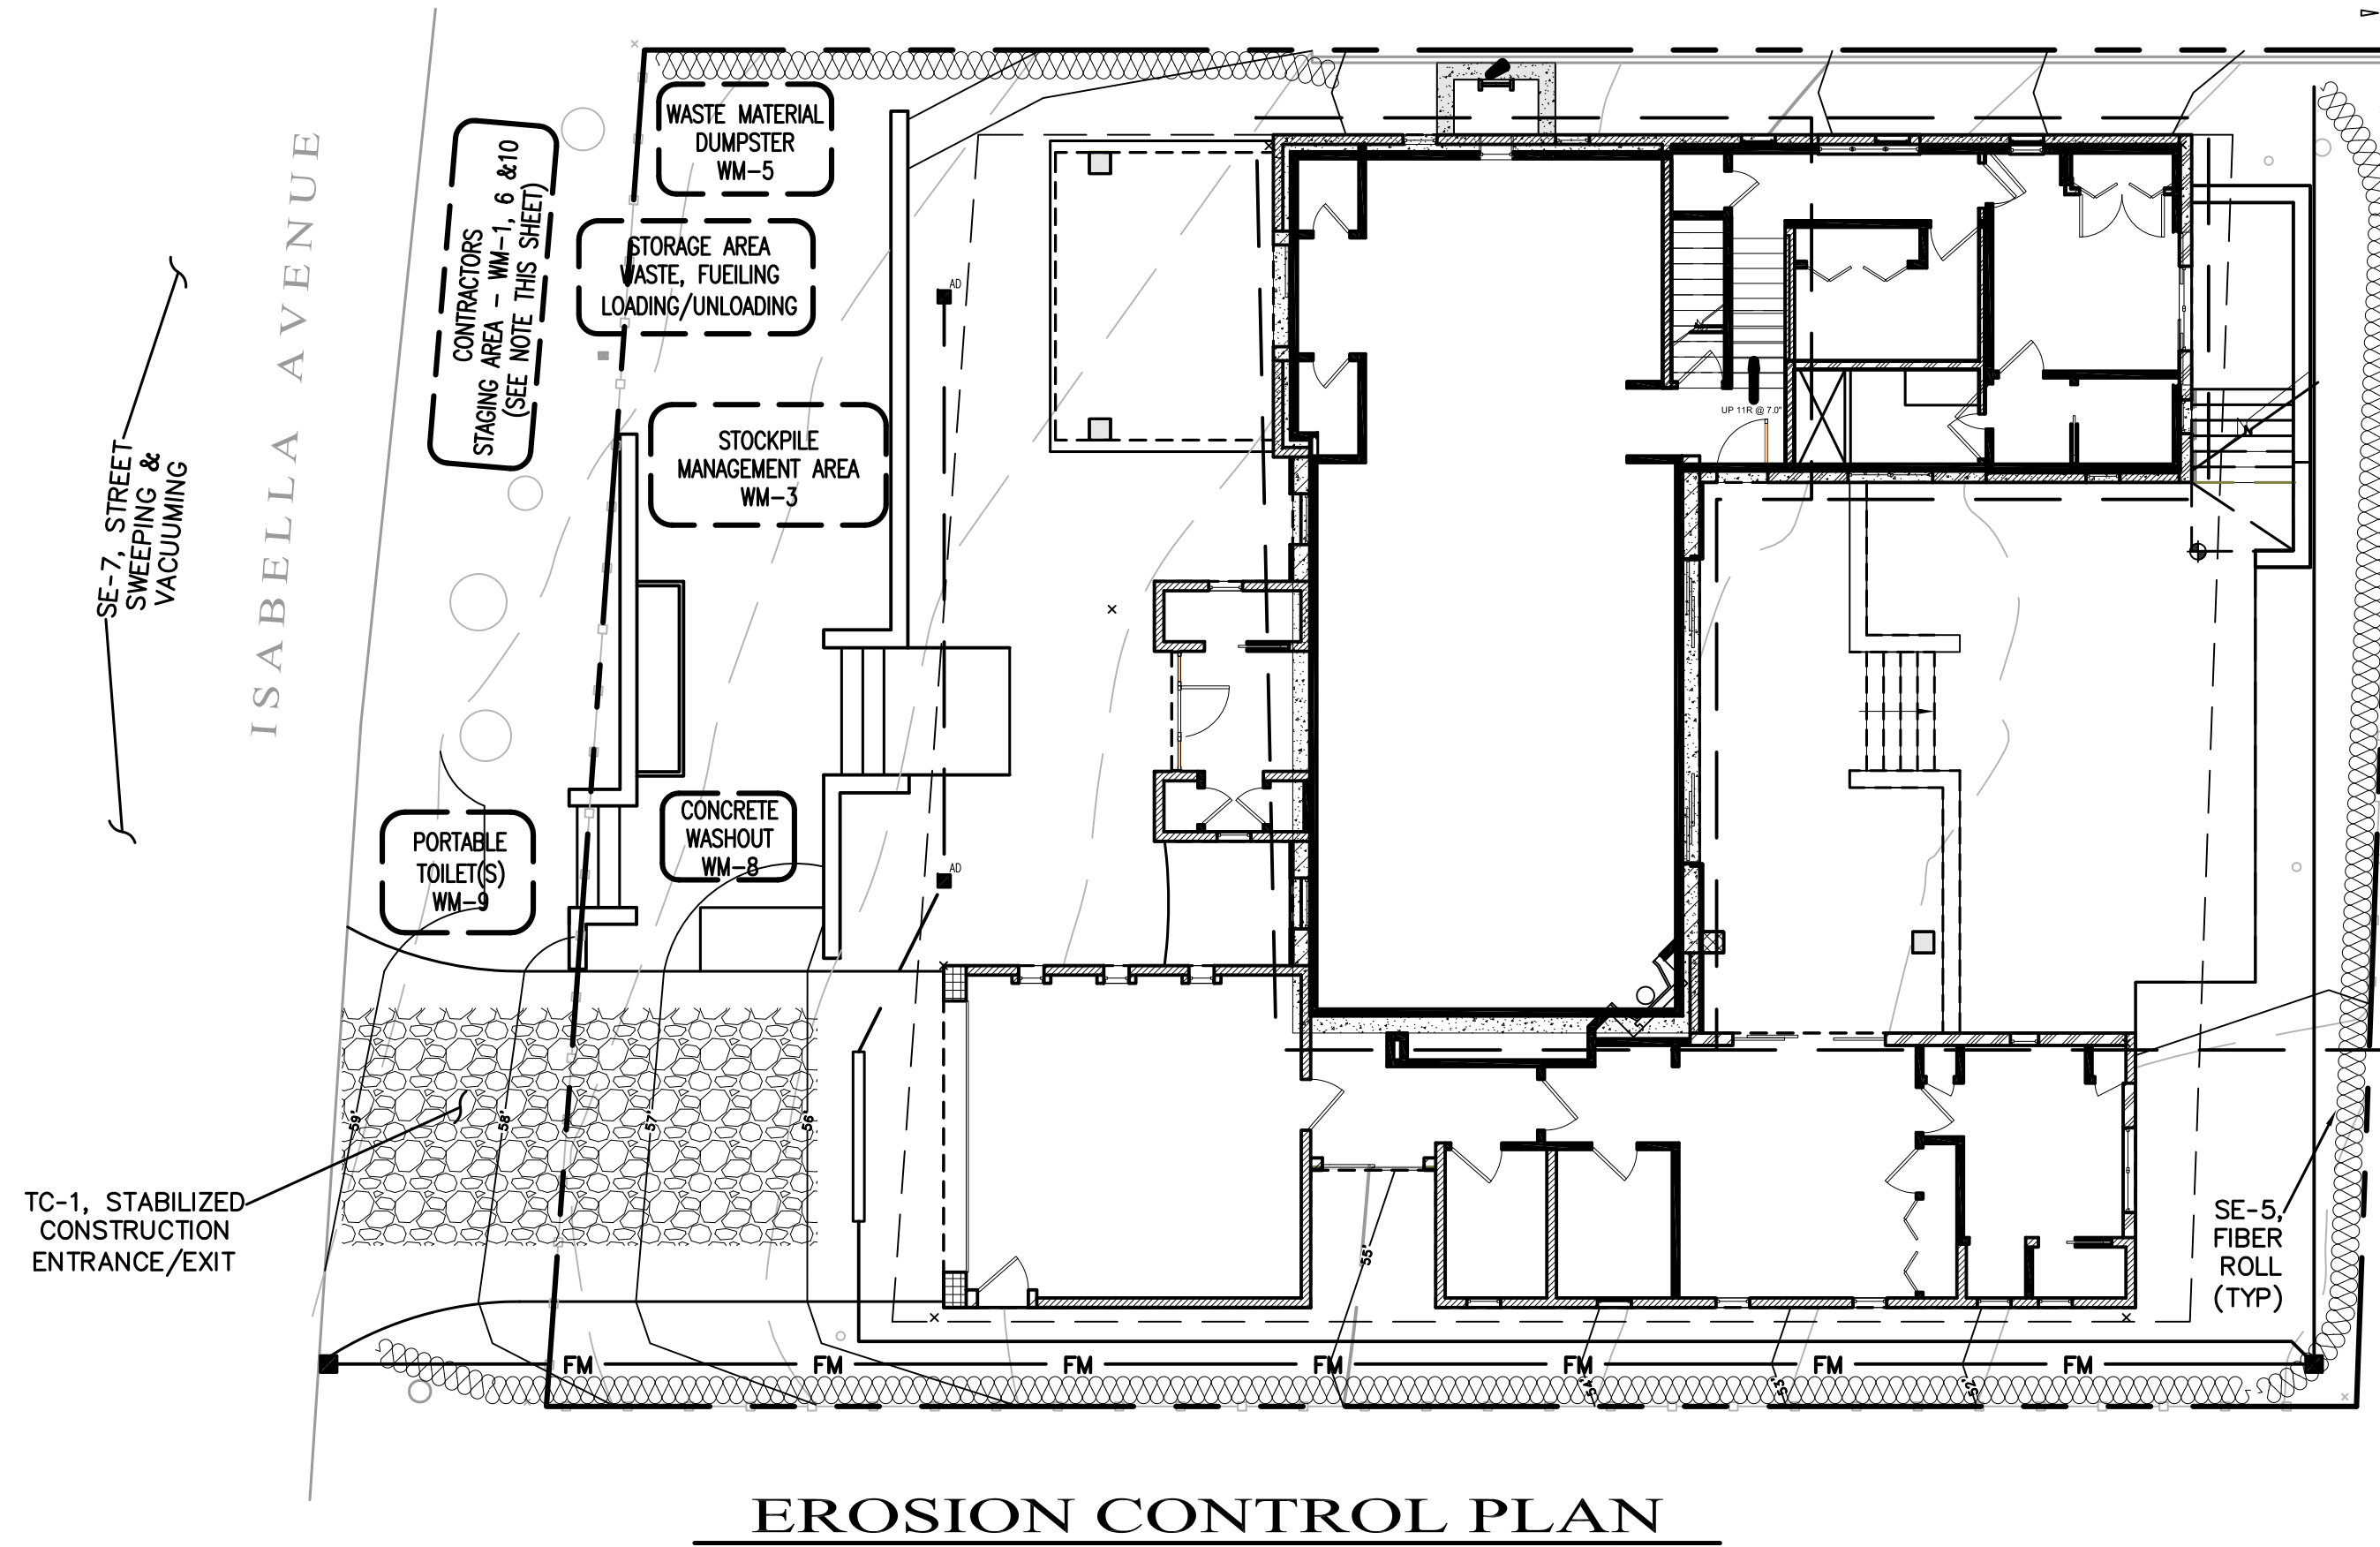 WASTE MATERIAL
DUMPSTER
WM-5
CONTRACTORS
STAGING AREA - WM-1, 6 &10
(SEE NOTE THIS SHEET)
STORAGE AREA
WASTE, FUEILING
LOADING/UNLOADING
AD
ISABELLA AVENUE
SE-7, STREET
SWEEPING &
VACUUMING
STOCKPILE
MANAGEMENT AREA
WM-3
UP 11R @ 7.0"
PORTABLE
TOILET(S)
WM-9
CONCRETE
WASHOUT
WM-8
AD
59'
58'
57'
56'
TC-1, STABILIZED
CONSTRUCTION
ENTRANCE/EXIT
55'
SE-5,
FIBER
ROLL
(TYP)
FM FM FM FM FM FM FM
54'
53'
52'
EROSION CONTROL PLAN